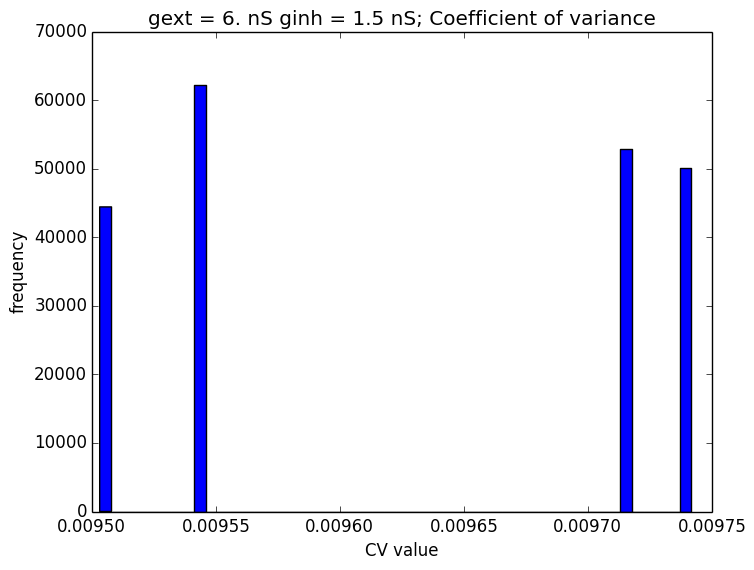 gext = 6. nS ginh = 1.5 nS; Coefficient of variance
70000
60000
50000
40000
30000
20000
10000
0
frequency
0.00950 0.00955 0.00960 0.00965 0.00970 0.00975
CV value